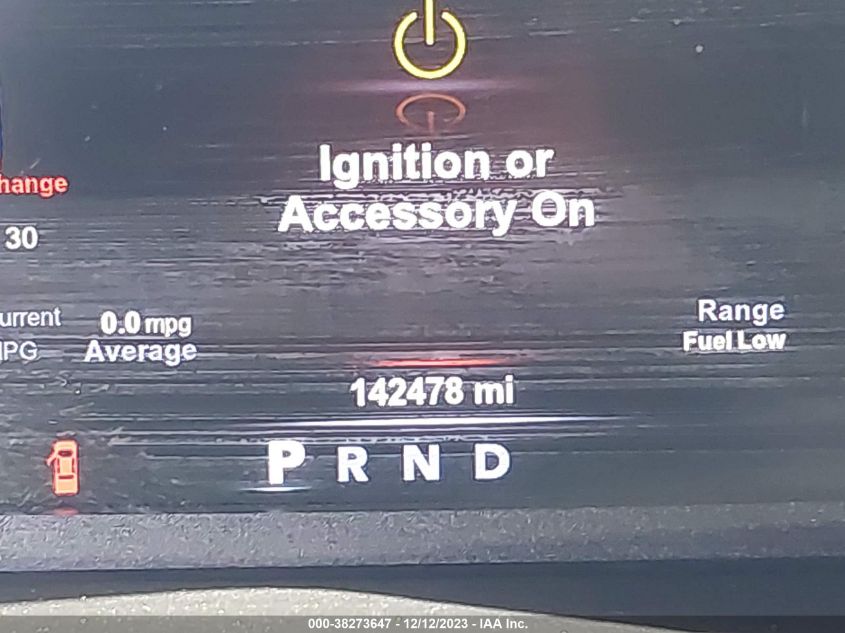 Ignition or
Accessory On
hange
30
urrent
MPG
0.0 mpg
Average
Range
Fuel Low
142478 mi
P R N D
000-38273647 - 12/12/2023 - IAA Inc.